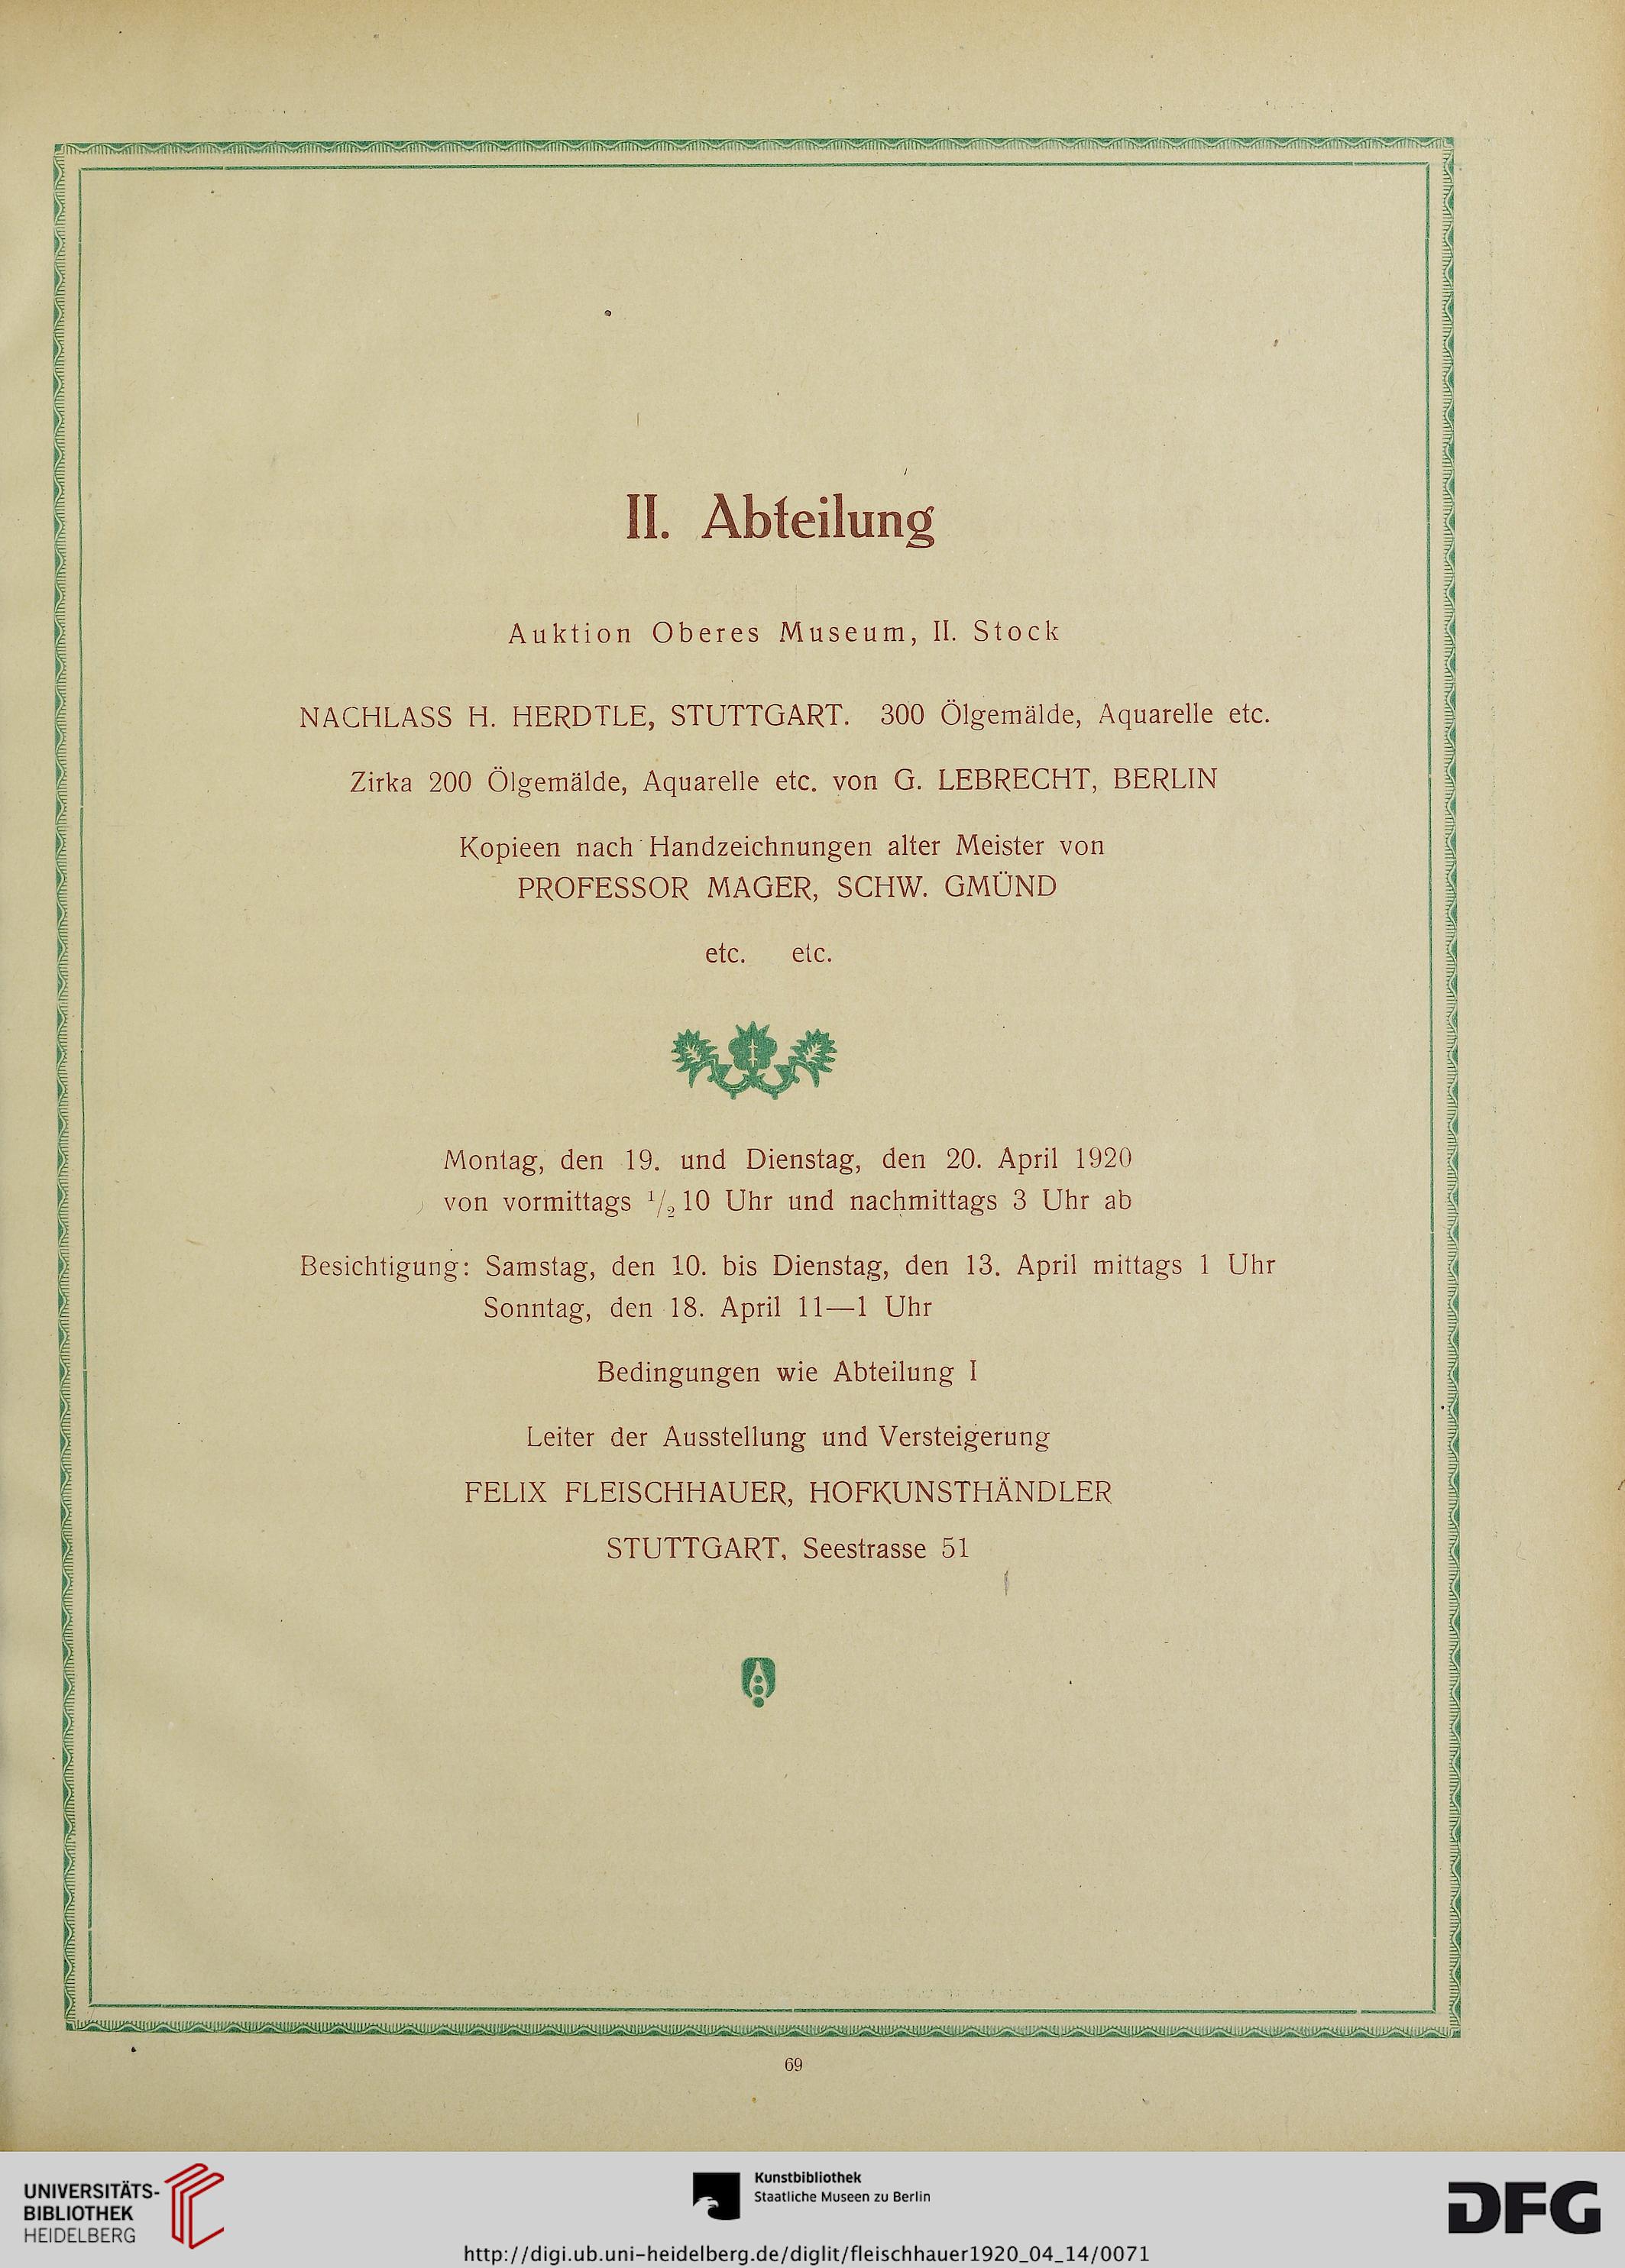 II. Abteilung
Auktion Oberes Museum, II. Stock
NACHLASS H. HERDTLE, STUTTGART. 300 Ölgemälde, Aquarelle etc.
Zirka 200 Ölgemälde, Aquarelle etc. von G. LEBRECHT, BERLIN
Kopieen nach Handzeichnungen alter Meister von
PROFESSOR MAGER, SCHW. GMÜND
etc. etc.
Montag, den 19. und Dienstag, den 20. April 1920
von vormittags 1/2 10 Uhr und nachmittags 3 Uhr ab
Besichtigung: Samstag, den 10. bis Dienstag, den 13. April mittags 1 Uhr
Sonntag, den 18. April 11—1 Uhr
Bedingungen wie Abteilung I
Leiter der Ausstellung und Versteigerung
FELIX FLEISCHHAUER, HOFKUNSTHÄNDLER
STUTTGART, Seestrasse 51
69
UNIVERSITÄTS-
BIBLIOTHEK
HEIDELBERG
Kunstbibliothek
Staatliche Museen zu Berlin
DFG
http://digi.ub.uni-heidelberg.de/diglit/fleischhauer1920_04_14/0071